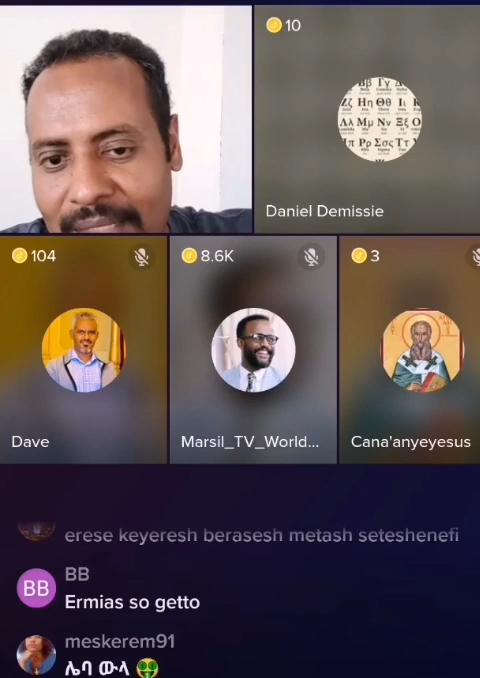 10
Daniel Demissie
104
8.6K
3
Dave
Marsil_TV_World...
Cana'anyeyesus
erese keyeresh berasesh metash seteshenefi
BB
BB
Ermias so getto
meskerem91
ሌባ ውላ 🤑